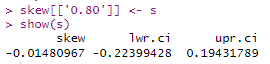 > skew[['0.80']] <- s
> show(s)
skew lwr.ci upr.ci
-0.01480967 -0.22399428 0.19431789